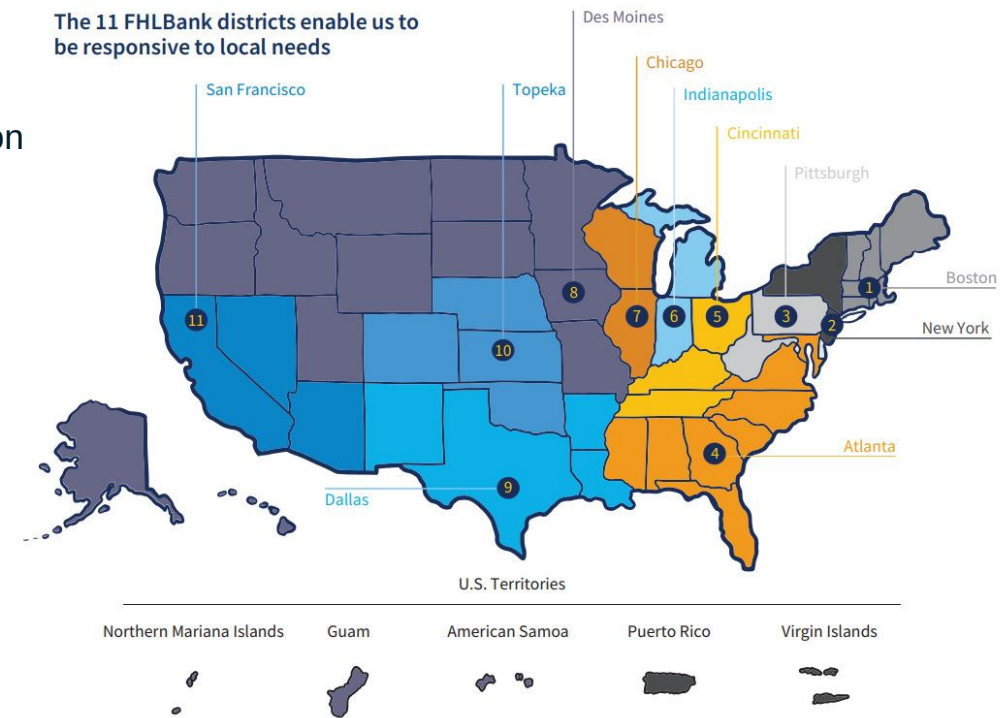 The 11 FHLBank districts enable us to
be responsive to local needs
on
Des Moines
Chicago
San Francisco
Topeka
Indianapolis
Cincinnati
Pittsburgh
Boston
New York
Atlanta
Dallas
8
1
11
7
6
5
3
2
10
4
9
U.S. Territories
Northern Mariana Islands
Guam
American Samoa
Puerto Rico
Virgin Islands